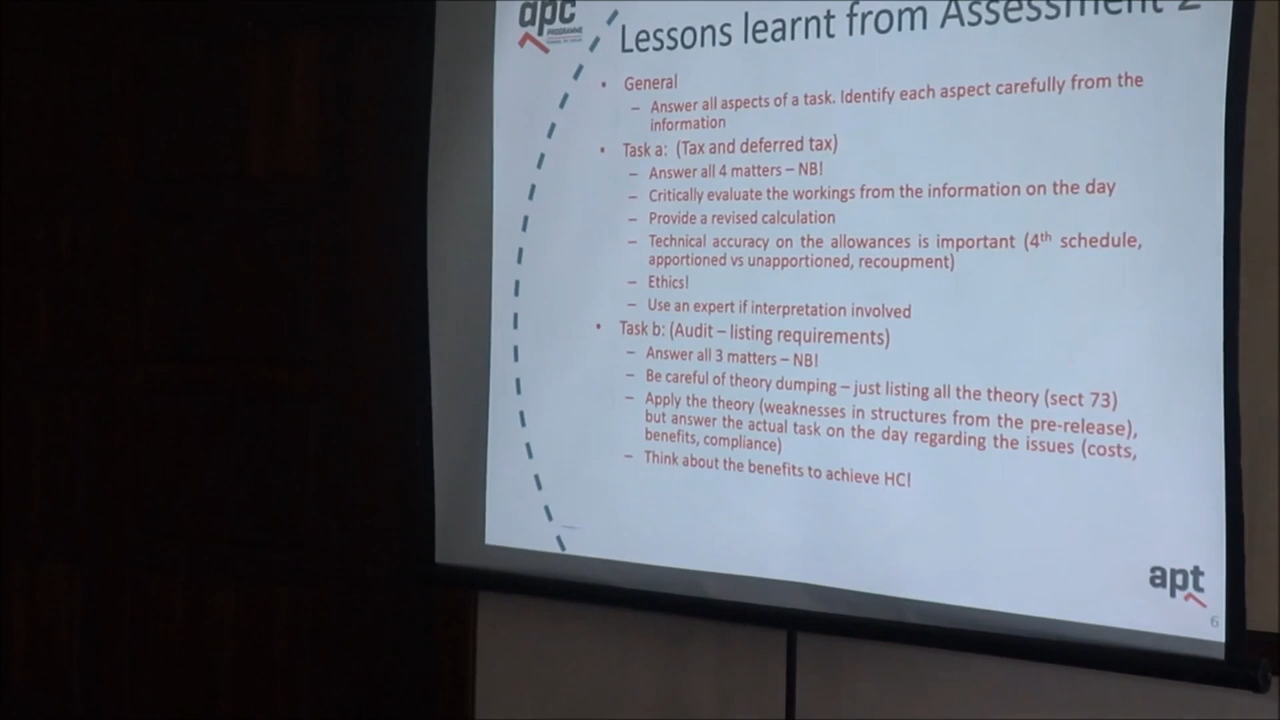 apc
PROGRAMME
Lessons learnt from Assessment 2
• General
– Answer all aspects of a task. Identify each aspect carefully from the
information
• Task a: (Tax and deferred tax)
– Answer all 4 matters – NB!
– Critically evaluate the workings from the information on the day
– Provide a revised calculation
– Technical accuracy on the allowances is important (4th schedule,
apportioned vs unapportioned, recoupment)
– Ethics!
– Use an expert if interpretation involved
• Task b: (Audit – listing requirements)
– Answer all 3 matters – NB!
– Be careful of theory dumping – just listing all the theory (sect 73)
– Apply the theory (weaknesses in structures from the pre-release),
but answer the actual task on the day regarding the issues (costs,
benefits, compliance)
– Think about the benefits to achieve HC!
apt
6